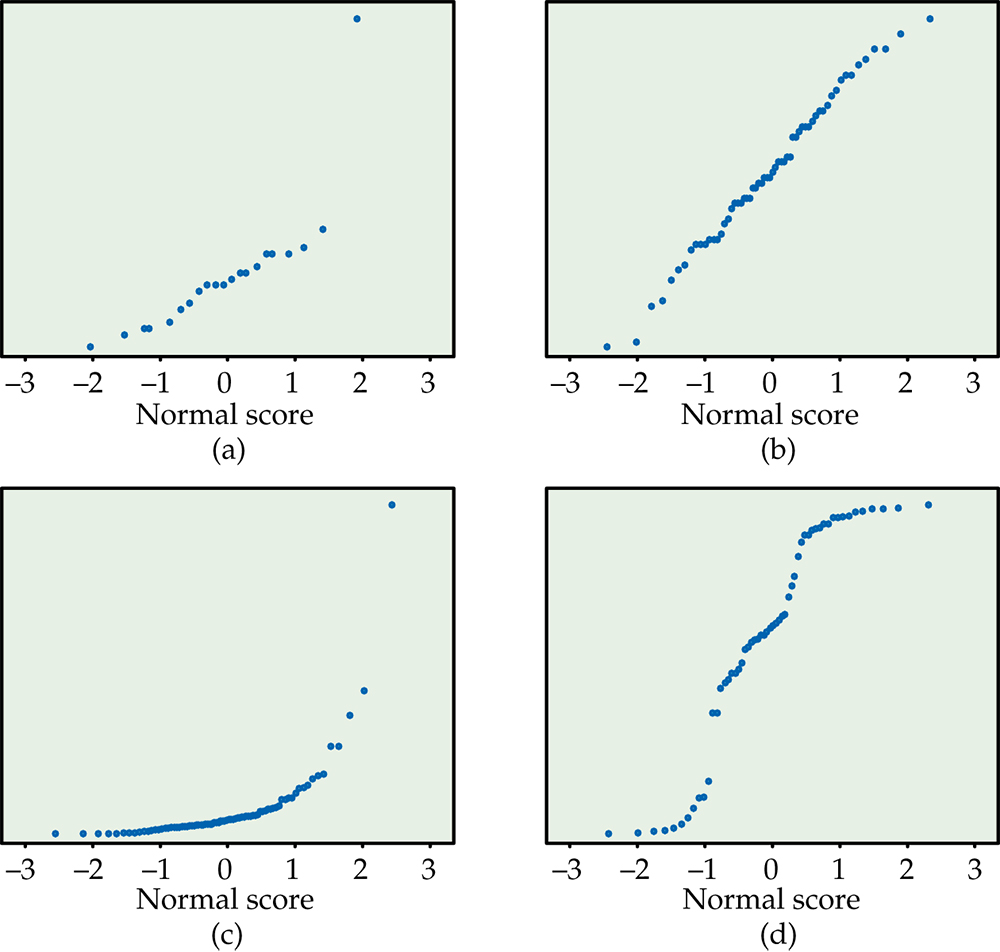 –3 –2 –1 0 1 2 3
Normal score
(a)
–3 –2 –1 0 1 2 3
Normal score
(b)
–3 –2 –1 0 1 2 3
Normal score
(c)
–3 –2 –1 0 1 2 3
Normal score
(d)